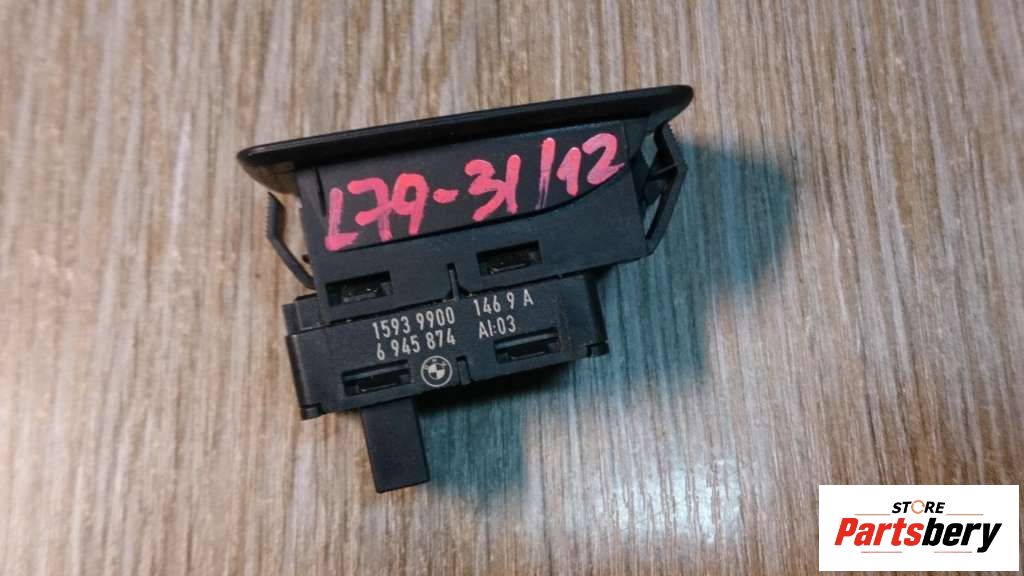 L79-31/12
1593 9900 146 9 A
6 945 874 AI:03
STORE
Partsbery